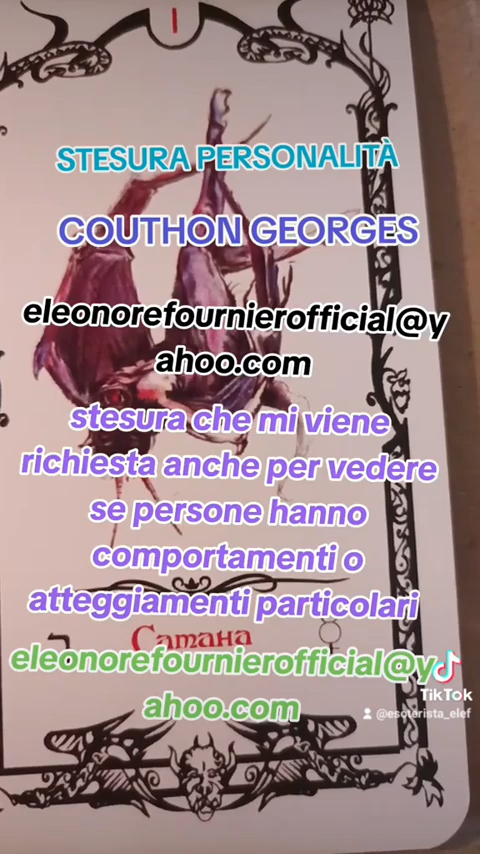 I
STESURA PERSONALITÀ
COUTHON GEORGES
eleonorefournierofficial@y
ahoo.com
stesura che mi viene
richiesta anche per vedere
se persone hanno
comportamenti o
atteggiamenti particolari
Сатана
eleonorefournierofficial@y
ahoo.com
TikTok
@esoterista_elef